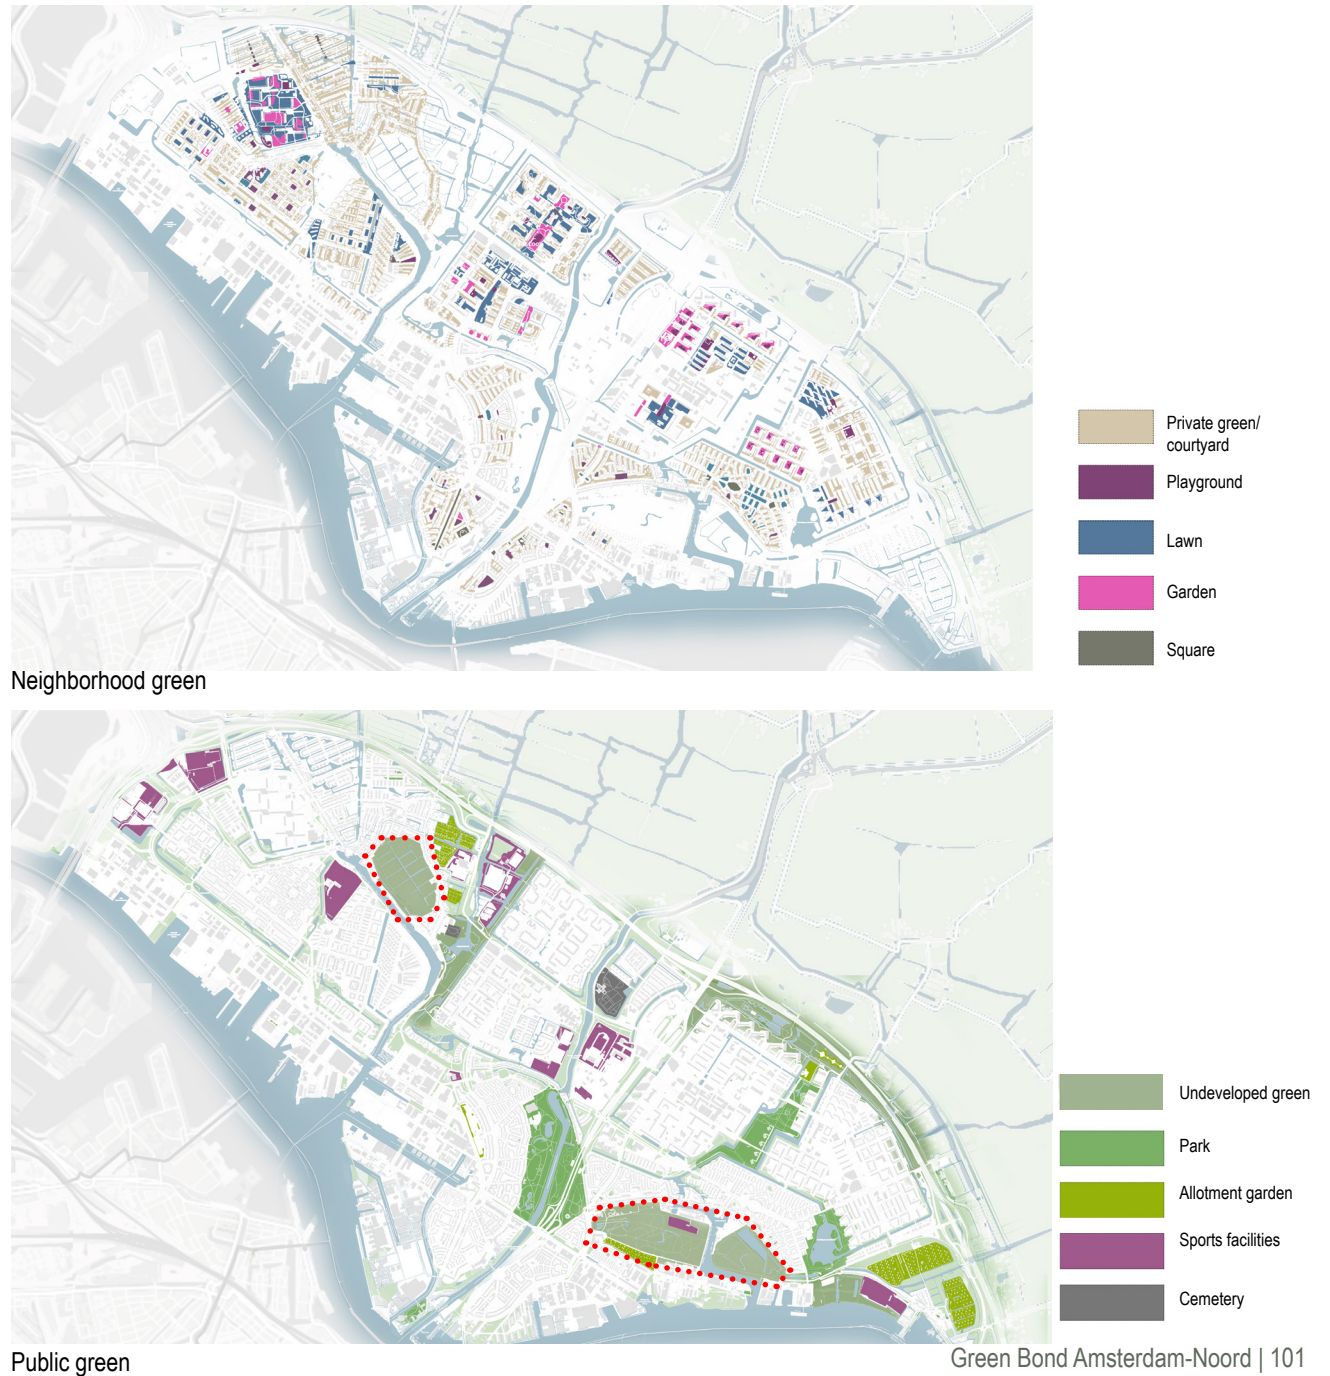 Private green/
courtyard
Playground
Lawn
Garden
Square
Neighborhood green
Undeveloped green
Park
Allotment garden
Sports facilities
Cemetery
Public green
Green Bond Amsterdam-Noord | 101